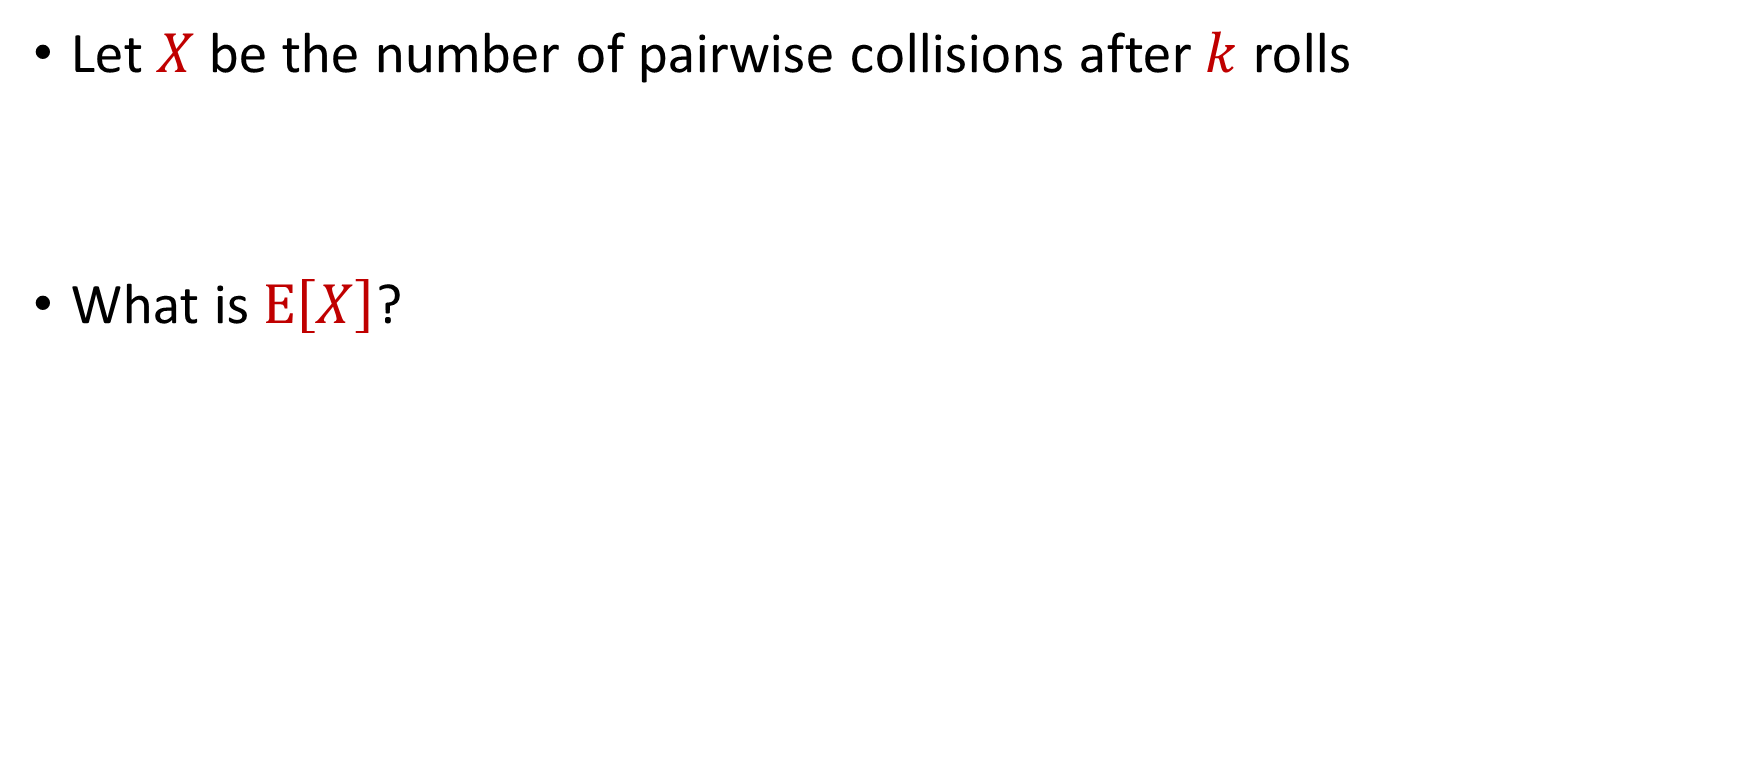 • Let X be the number of pairwise collisions after k rolls
• What is E[X]?